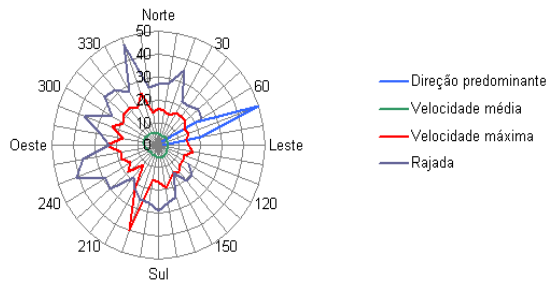 Norte
330
50
30
40
300
30
60
20
10
Oeste
0
Leste
240
120
210
150
Sul
Direção predominante
Velocidade média
Velocidade máxima
Rajada